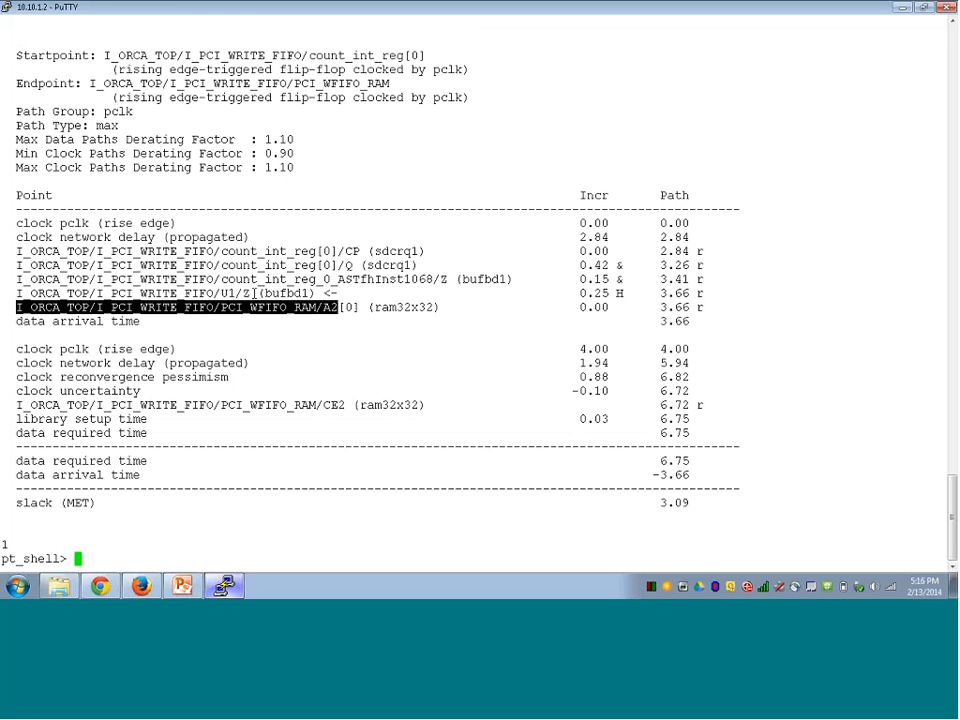 10.10.1.2 - PuTTY
Startpoint: I_ORCA_TOP/I_PCI_WRITE_FIFO/count_int_reg[0]
(rising edge-triggered flip-flop clocked by pclk)
Endpoint: I_ORCA_TOP/I_PCI_WRITE_FIFO/PCI_WFIFO_RAM
(rising edge-triggered flip-flop clocked by pclk)
Path Group: pclk
Path Type: max
Max Data Paths Derating Factor : 1.10
Min Clock Paths Derating Factor : 0.90
Max Clock Paths Derating Factor : 1.10
Point Incr Path
clock pclk (rise edge) 0.00 0.00
clock network delay (propagated) 2.84 2.84
I_ORCA_TOP/I_PCI_WRITE_FIFO/count_int_reg[0]/CP (sdcrq1) 0.00 2.84 r
I_ORCA_TOP/I_PCI_WRITE_FIFO/count_int_reg[0]/Q (sdcrq1) 0.42 & 3.26 r
I_ORCA_TOP/I_PCI_WRITE_FIFO/count_int_reg_0_ASTfhInst1068/Z (bufbd1) 0.15 & 3.41 r
I_ORCA_TOP/I_PCI_WRITE_FIFO/U1/Z (bufbd1) <- 0.25 H 3.66 r
I_ORCA_TOP/I_PCI_WRITE_FIFO/PCI_WFIFO_RAM/A2[0] (ram32x32) 0.00 3.66 r
data arrival time 3.66
clock pclk (rise edge) 4.00 4.00
clock network delay (propagated) 1.94 5.94
clock reconvergence pessimism 0.88 6.82
clock uncertainty -0.10 6.72
I_ORCA_TOP/I_PCI_WRITE_FIFO/PCI_WFIFO_RAM/CE2 (ram32x32) 6.72 r
library setup time 0.03 6.75
data required time 6.75
data required time 6.75
data arrival time -3.66
slack (MET) 3.09
1
pt_shell>
5:16 PM
2/13/2014